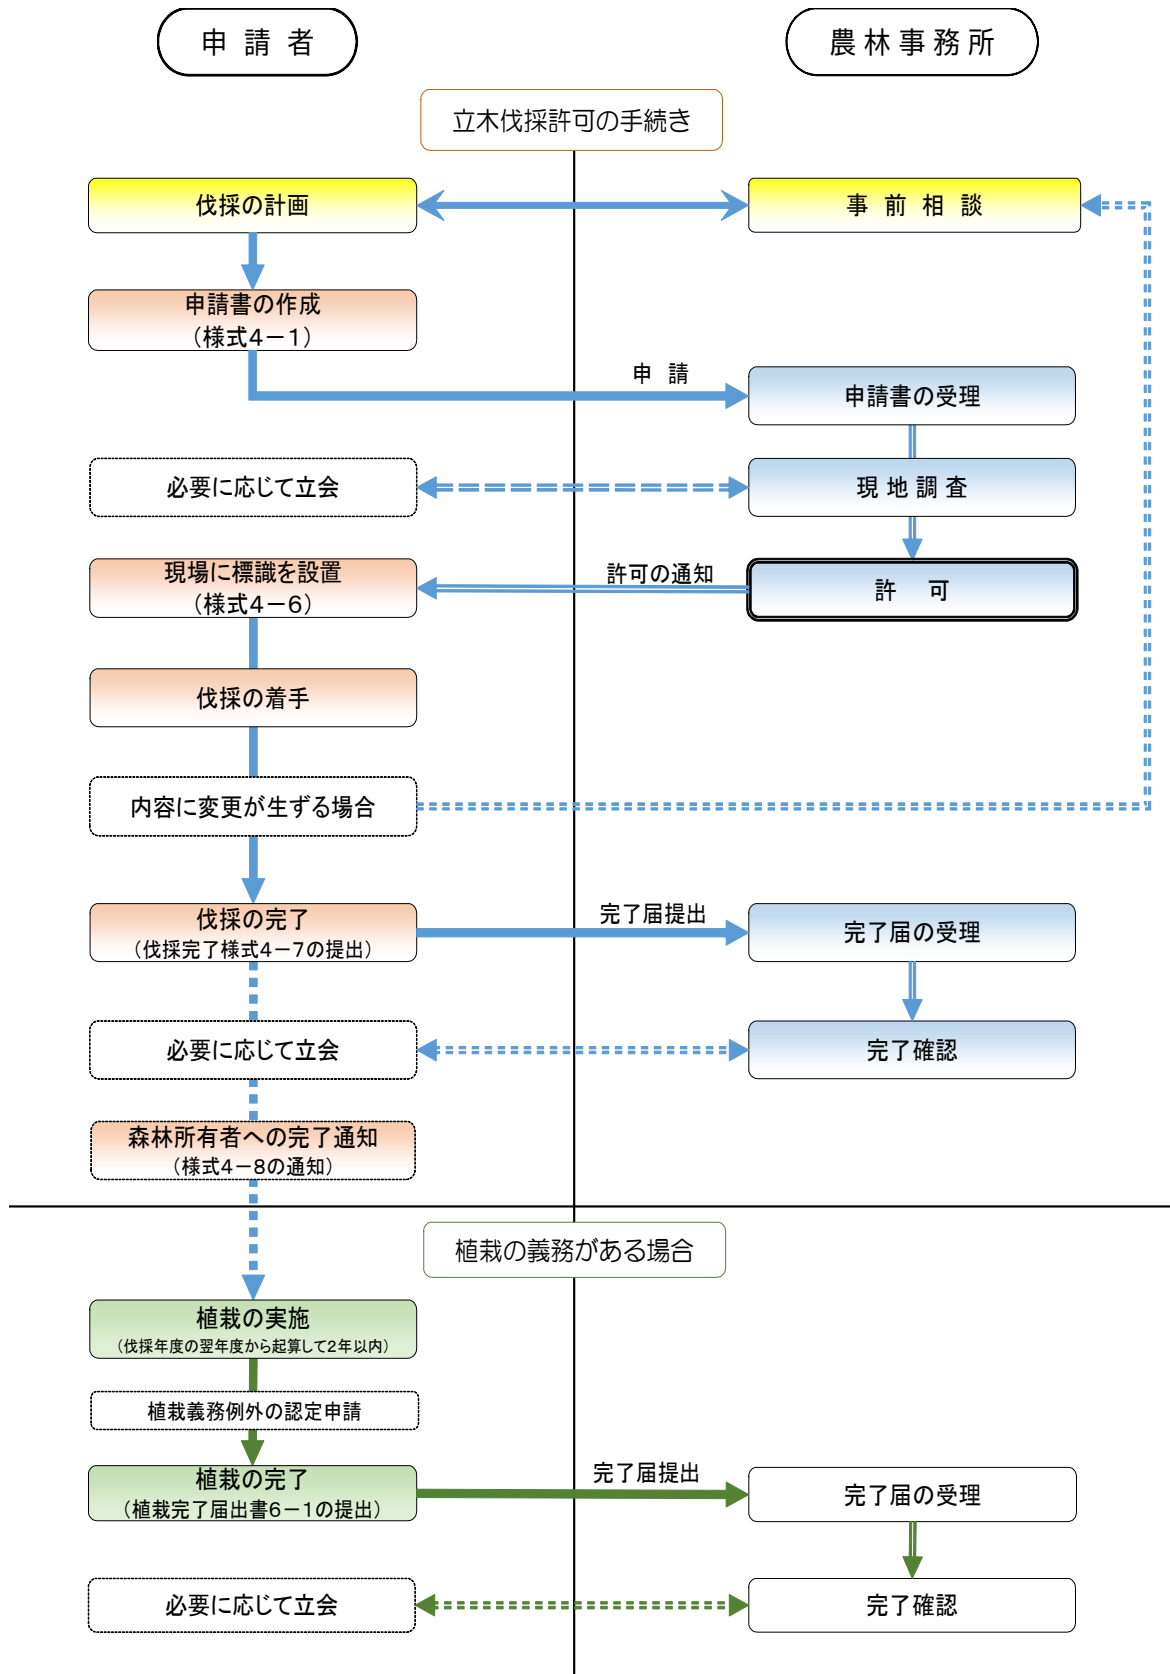 申請者
農林事務所
立木伐採許可の手続き
伐採の計画
事前相談
申請書の作成
（様式4－1）
申請
申請書の受理
必要に応じて立会
現地調査
現場に標識を設置
（様式4－6）
許可の通知
許可
伐採の着手
内容に変更が生ずる場合
伐採の完了
（伐採完了様式4－7の提出）
完了届提出
完了届の受理
必要に応じて立会
完了確認
森林所有者への完了通知
（様式4－8の通知）
植栽の義務がある場合
植栽の実施
（伐採年度の翌年度から起算して2年以内）
植栽義務例外の認定申請
植栽の完了
（植栽完了届出書6－1の提出）
完了届提出
完了届の受理
必要に応じて立会
完了確認